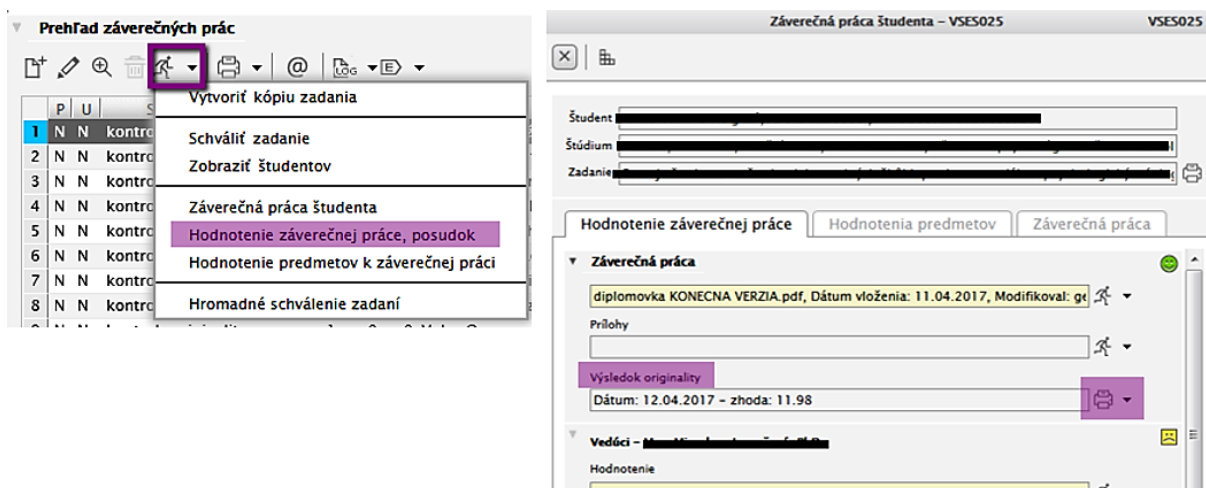 Prehľad záverečných prác
@ LOG E
P U S
Vytvoriť kópiu zadania
Schváliť zadanie
Zobraziť študentov
Záverečná práca študenta
Hodnotenie záverečnej práce, posudok
Hodnotenie predmetov k záverečnej práci
Hromadné schválenie zadaní
1 N N kontro
2 N N kontro
3 N N kontro
4 N N kontro
5 N N kontro
6 N N kontro
7 N N kontro
8 N N kontro
Záverečná práca študenta – VSES025 VSES025
Študent
Štúdium
Zadanie
Hodnotenie záverečnej práce Hodnotenia predmetov Záverečná práca
Záverečná práca
diplomovka KONECNA VERZIA.pdf, Dátum vloženia: 11.04.2017, Modifikoval: ge
Prílohy
Výsledok originality
Dátum: 12.04.2017 – zhoda: 11.98
Vedúci –
Hodnotenie